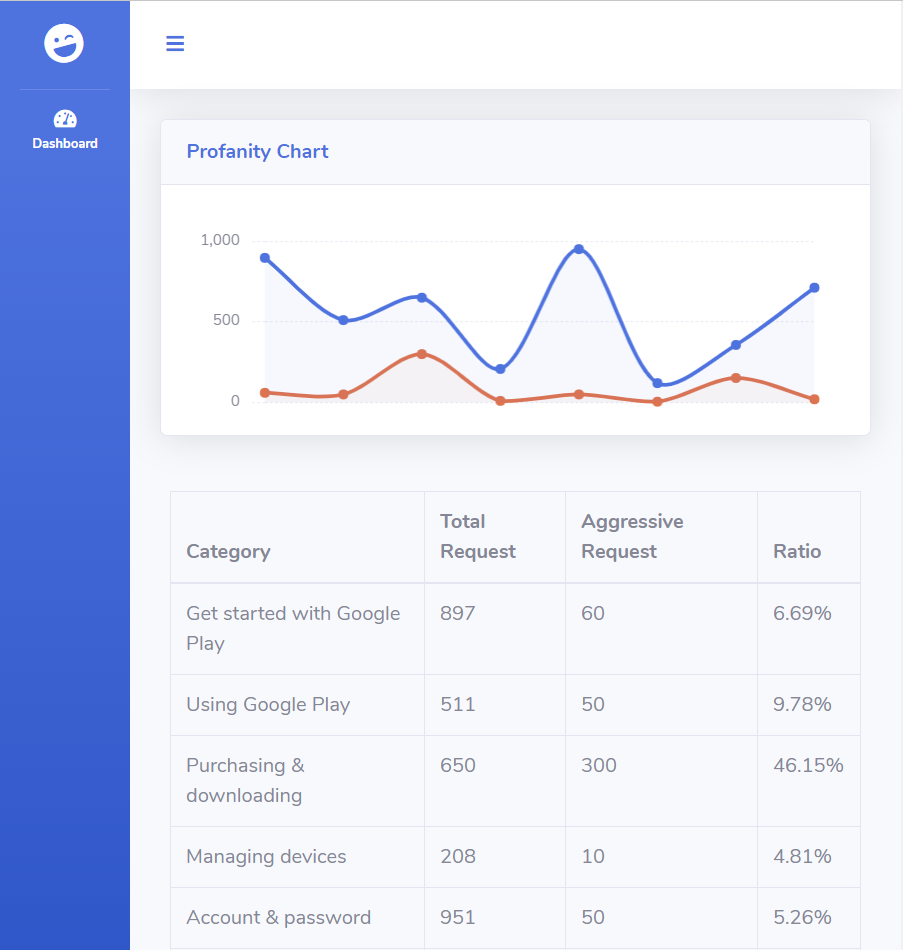 Dashboard
Profanity Chart
1,000
500
0
Category
Total
Request
Aggressive
Request
Ratio
Get started with Google
Play
897
60
6.69%
Using Google Play
511
50
9.78%
Purchasing &
downloading
650
300
46.15%
Managing devices
208
10
4.81%
Account & password
951
50
5.26%